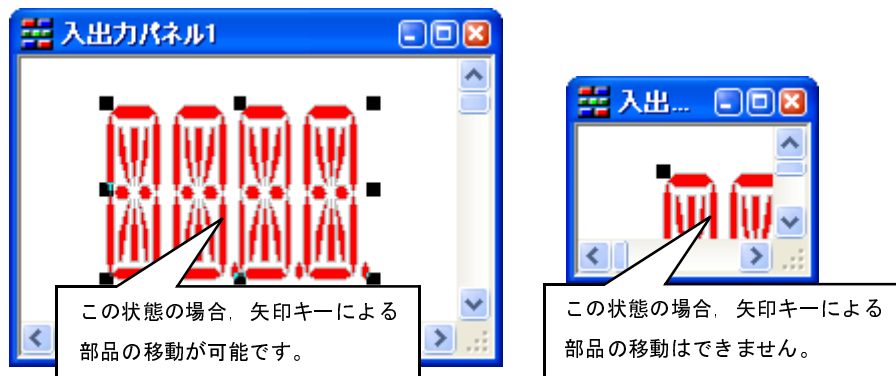 入出力パネル1
この状態の場合，矢印キーによる
部品の移動が可能です。
入出...
この状態の場合，矢印キーによる
部品の移動はできません。